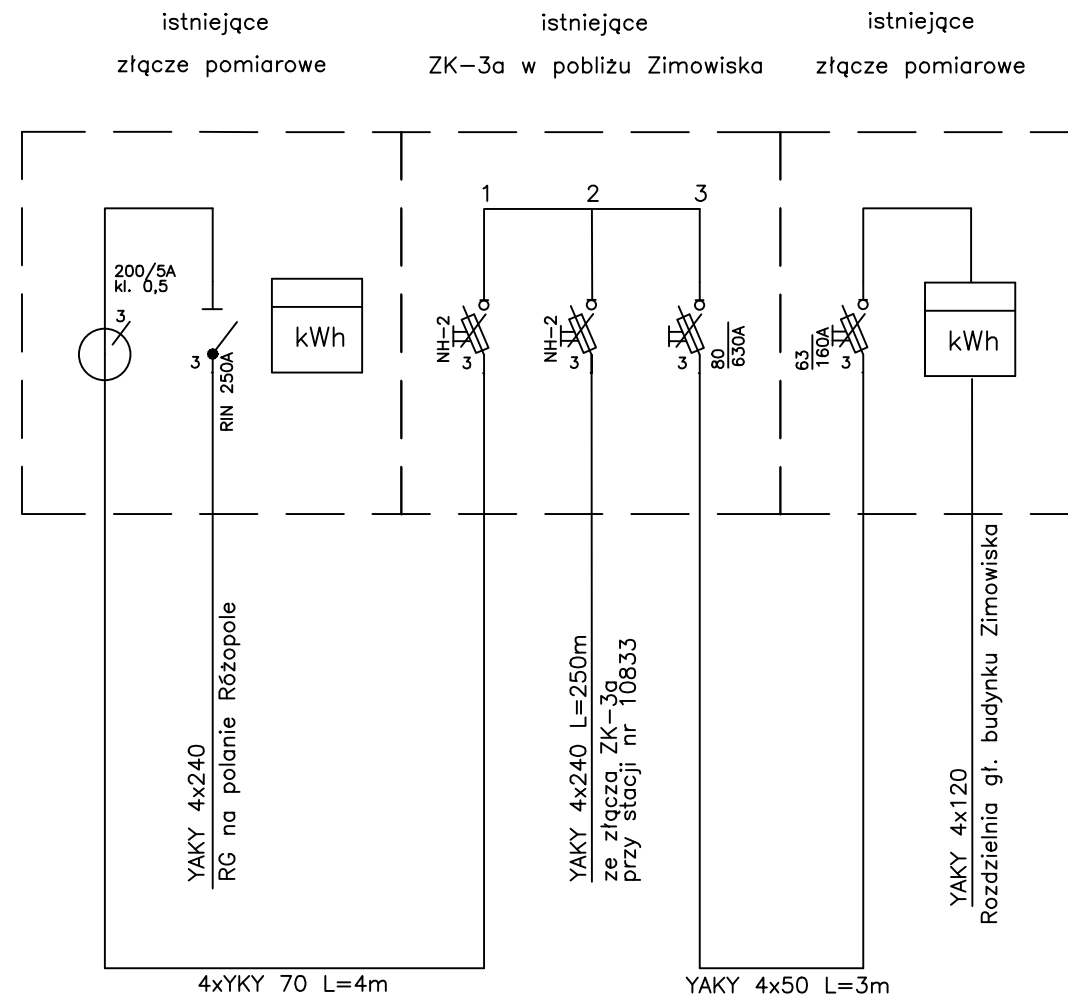 istniejące
złącze pomiarowe
istniejące
ZK-3a w pobliżu Zimowiska
istniejące
złącze pomiarowe
200/5A
kl. 0,5
3
3
RIN 250A
kWh
1
2
3
NH-2
3
NH-2
3
3
80
630A
63
160A
3
kWh
YAKY 4x240
RG na polanie Różopole
YAKY 4x240 L=250m
ze złącza ZK-3a
przy stacji nr 10833
YAKY 4x120
Rozdzielnia gł. budynku Zimowiska
4xYKY 70 L=4m
YAKY 4x50 L=3m